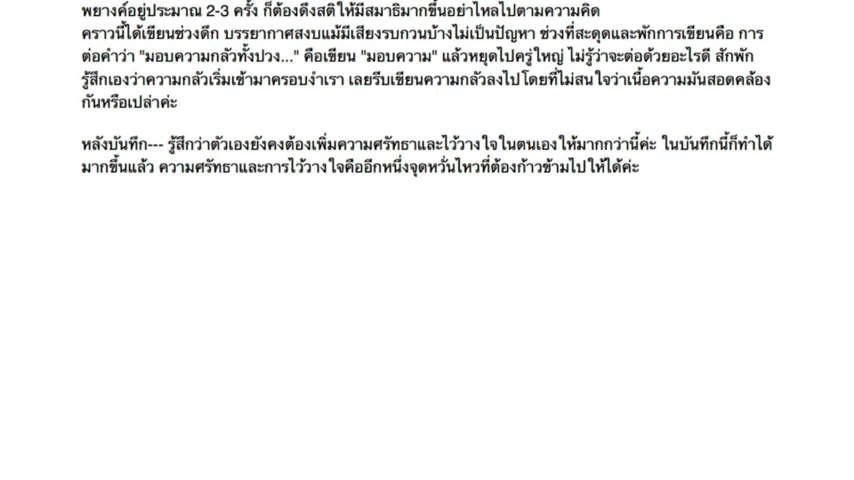 พยางค์อยู่ประมาณ 2-3 ครั้ง ก็ต้องดึงสติให้มีสมาธิมากขึ้นอย่าไหลไปตามความคิด
คราวนี้ได้เขียนช่วงดึก บรรยากาศสงบแม้มีเสียงรบกวนบ้างไม่เป็นปัญหา ช่วงที่สะดุดและพักการเขียนคือ การ
ต่อคำว่า "มอบความกลัวทั้งปวง..." คือเขียน "มอบความ" แล้วหยุดไปครู่ใหญ่ ไม่รู้ว่าจะต่อด้วยอะไรดี สักพัก
รู้สึกเองว่าความกลัวเริ่มเข้ามาครอบงำเรา เลยรีบเขียนความกลัวลงไปโดยที่ไม่สนใจว่าเนื้อความมันสอดคล้อง
กันหรือเปล่าค่ะ
หลังบันทึก--- รู้สึกว่าตัวเองยังคงต้องเพิ่มความศรัทธาและไว้วางใจในตนเองให้มากกว่านี้ค่ะ ในบันทึกนี้ก็ทำได้
มากขึ้นแล้ว ความศรัทธาและการไว้วางใจคืออีกหนึ่งจุดหวั่นไหวที่ต้องก้าวข้ามไปให้ได้ค่ะ